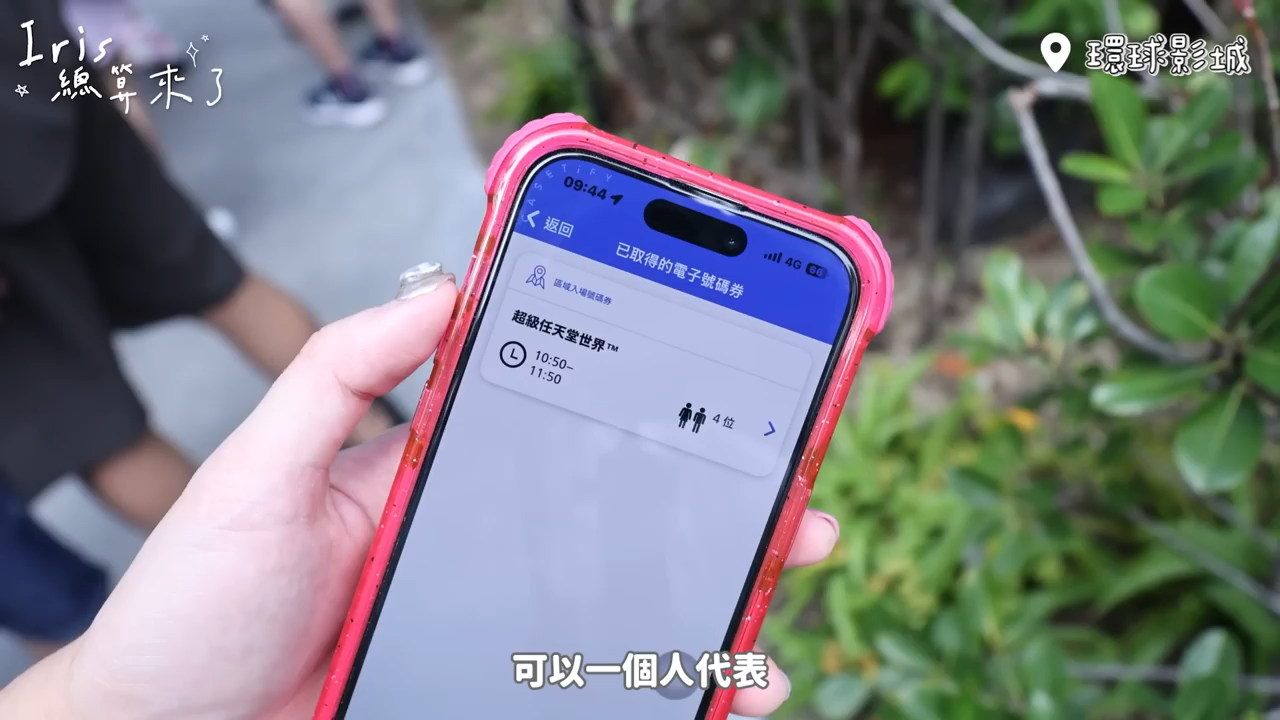 Iris
總算來了
環球影城
CASETiFY
09:44
4G 66
返回
已取得的電子號碼券
區域入場號碼券
超級任天堂世界™
10:50–
11:50
4 位
可以一個人代表